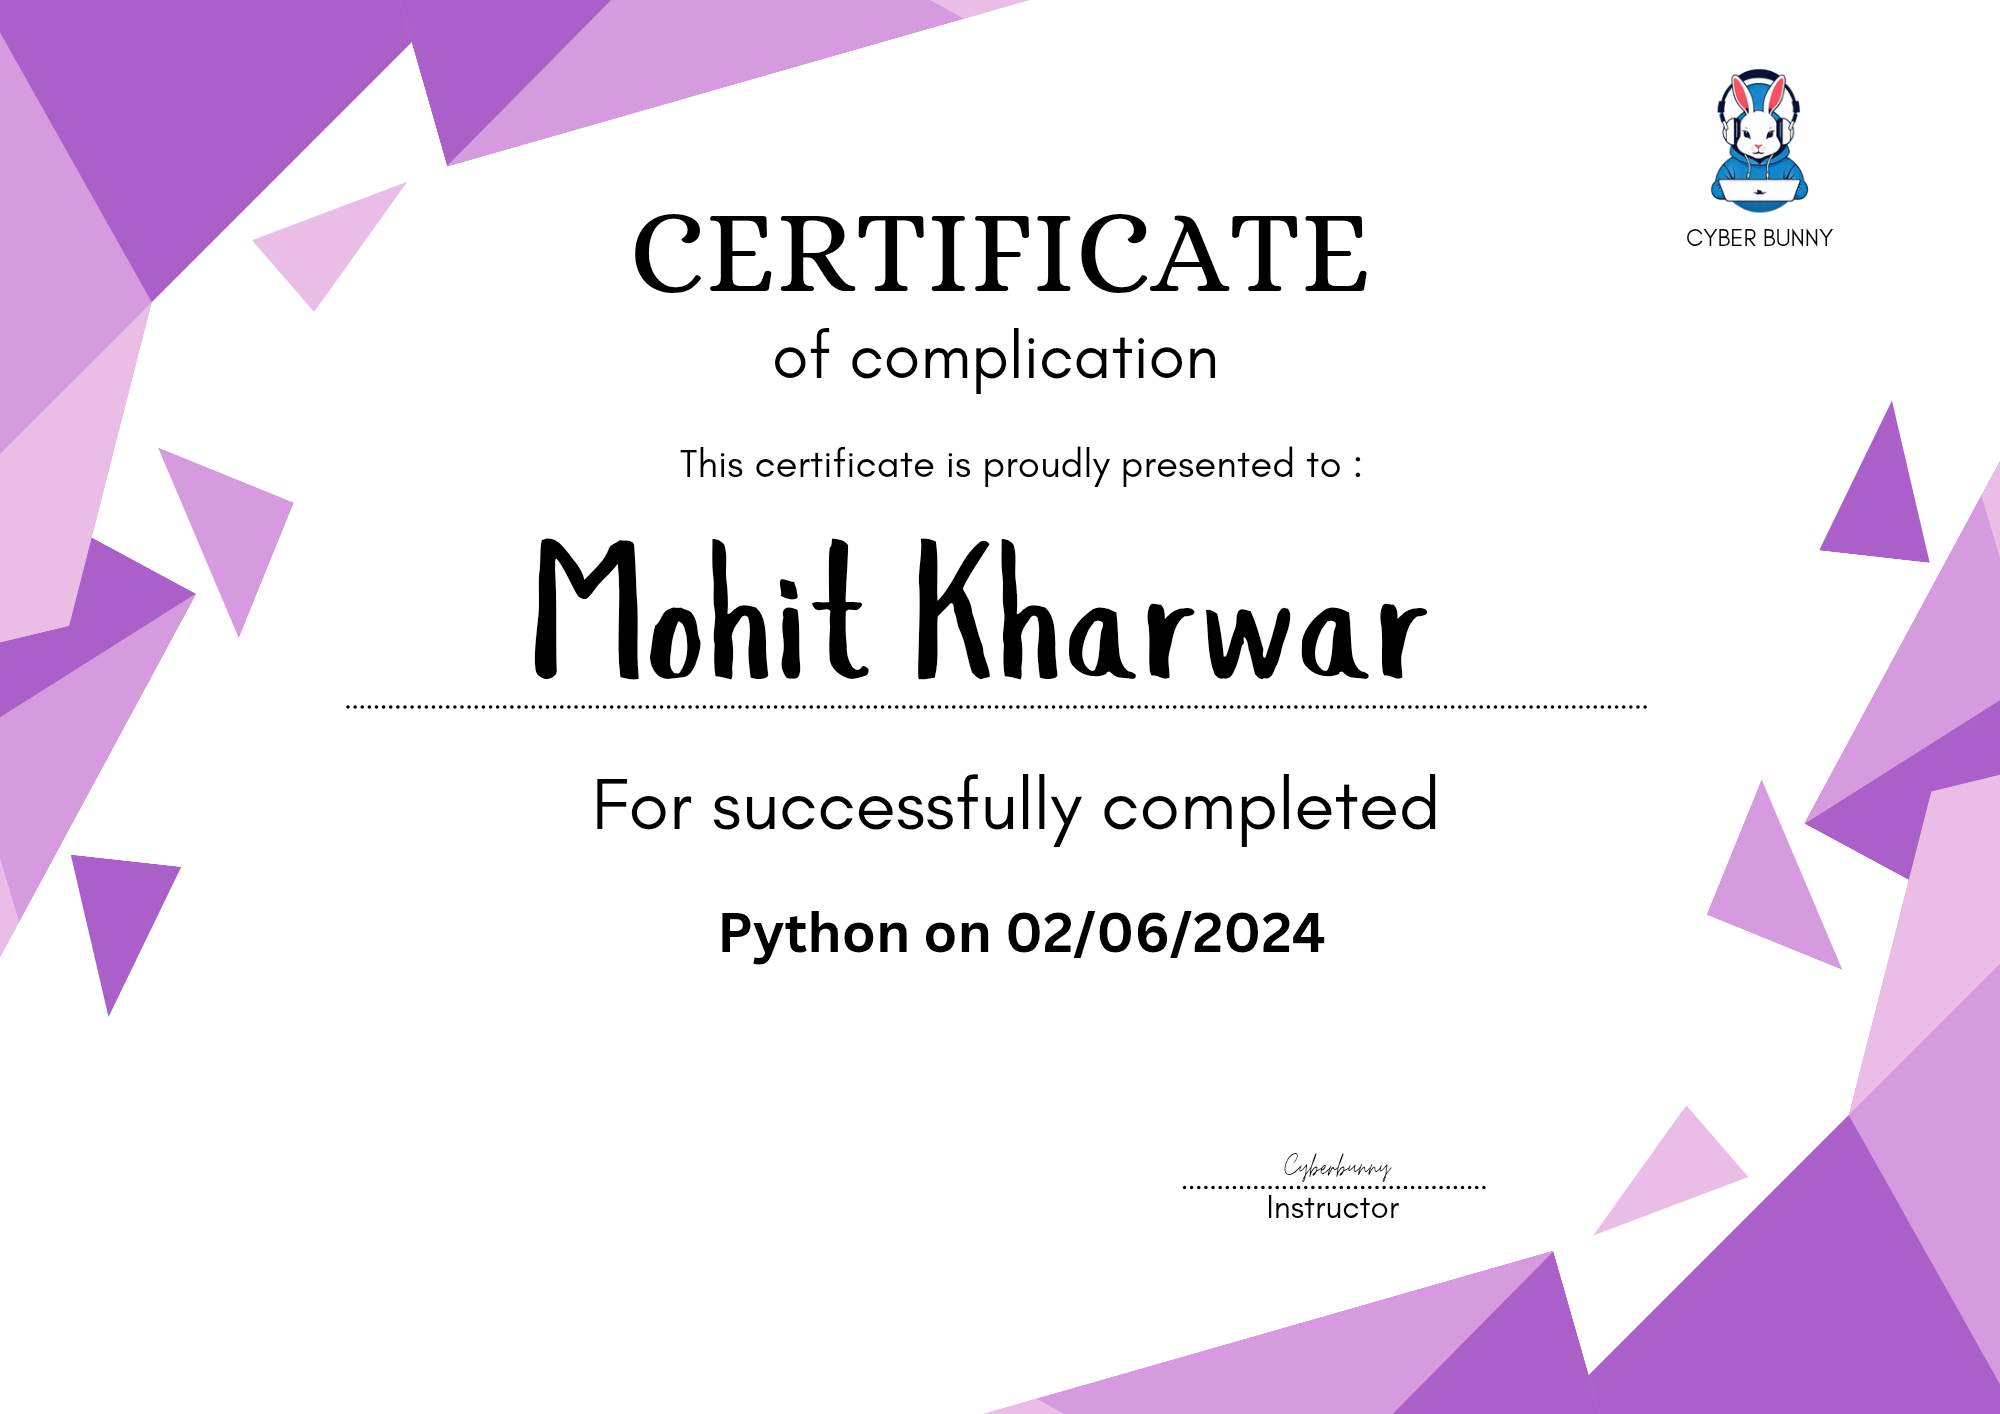 CYBER BUNNY
CERTIFICATE
of complication
This certificate is proudly presented to :
Mohit Kharwar
For successfully completed
Python on 02/06/2024
Cyberbunny
Instructor